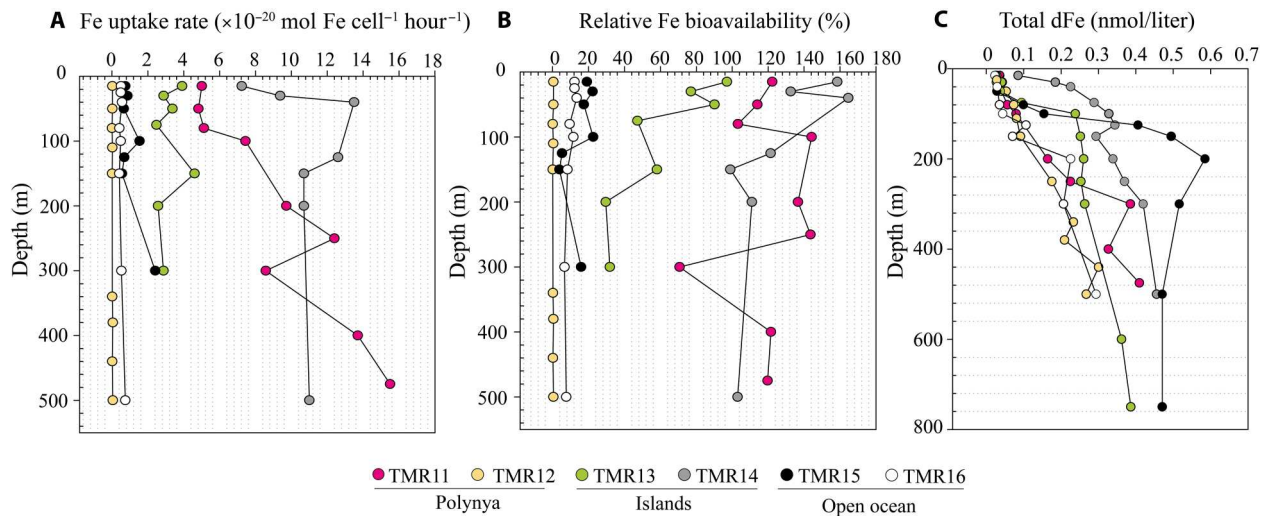 A Fe uptake rate (×10⁻²⁰ mol Fe cell⁻¹ hour⁻¹)
0 2 4 6 8 10 12 14 16 18
0
100
200
300
400
500
Depth (m)
B Relative Fe bioavailability (%)
0 20 40 60 80 100 120 140 160 180
0
100
200
300
400
500
Depth (m)
C Total dFe (nmol/liter)
0 0.1 0.2 0.3 0.4 0.5 0.6 0.7
0
200
400
600
800
Depth (m)
TMR11 TMR12 TMR13 TMR14 TMR15 TMR16
Polynya Islands Open ocean